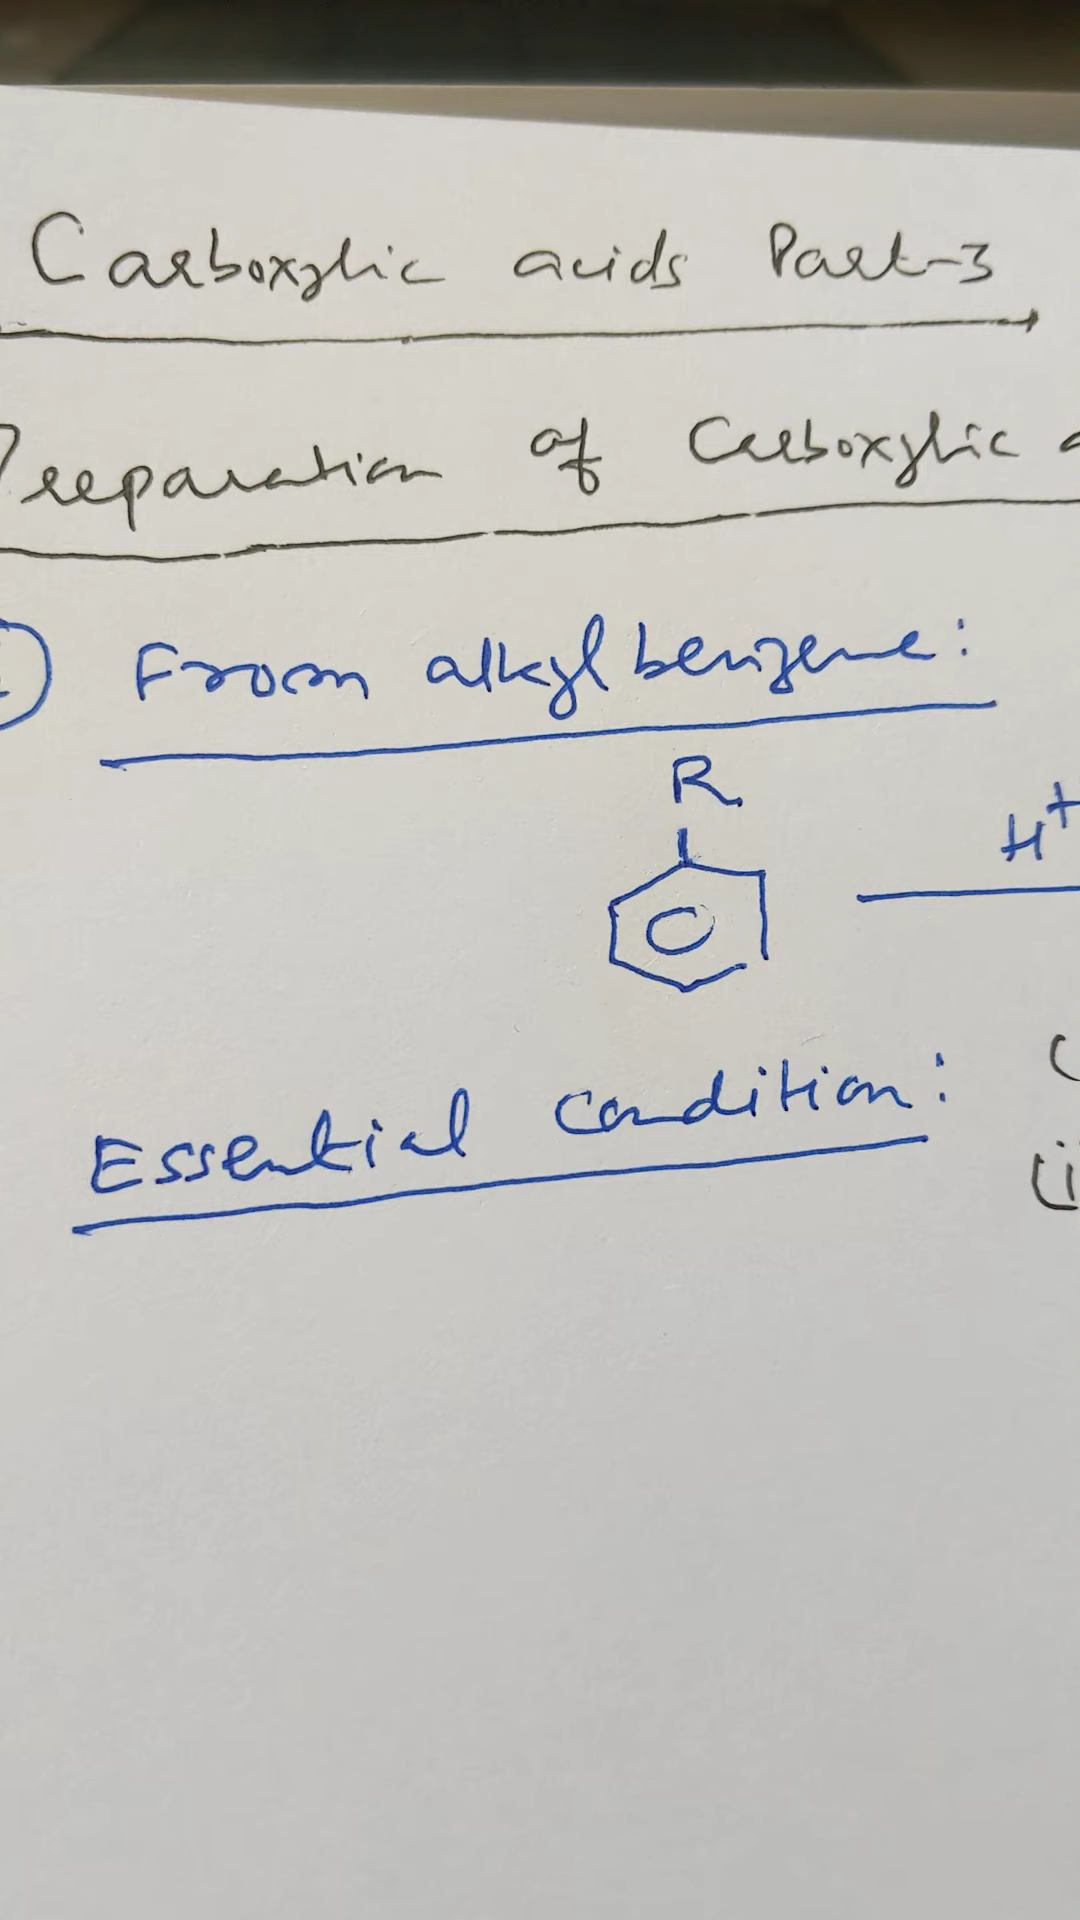 Carboxylic acids Part-3
Preparation of Carboxylic
From alkyl benzene:
R
H+
Essential condition:
(i